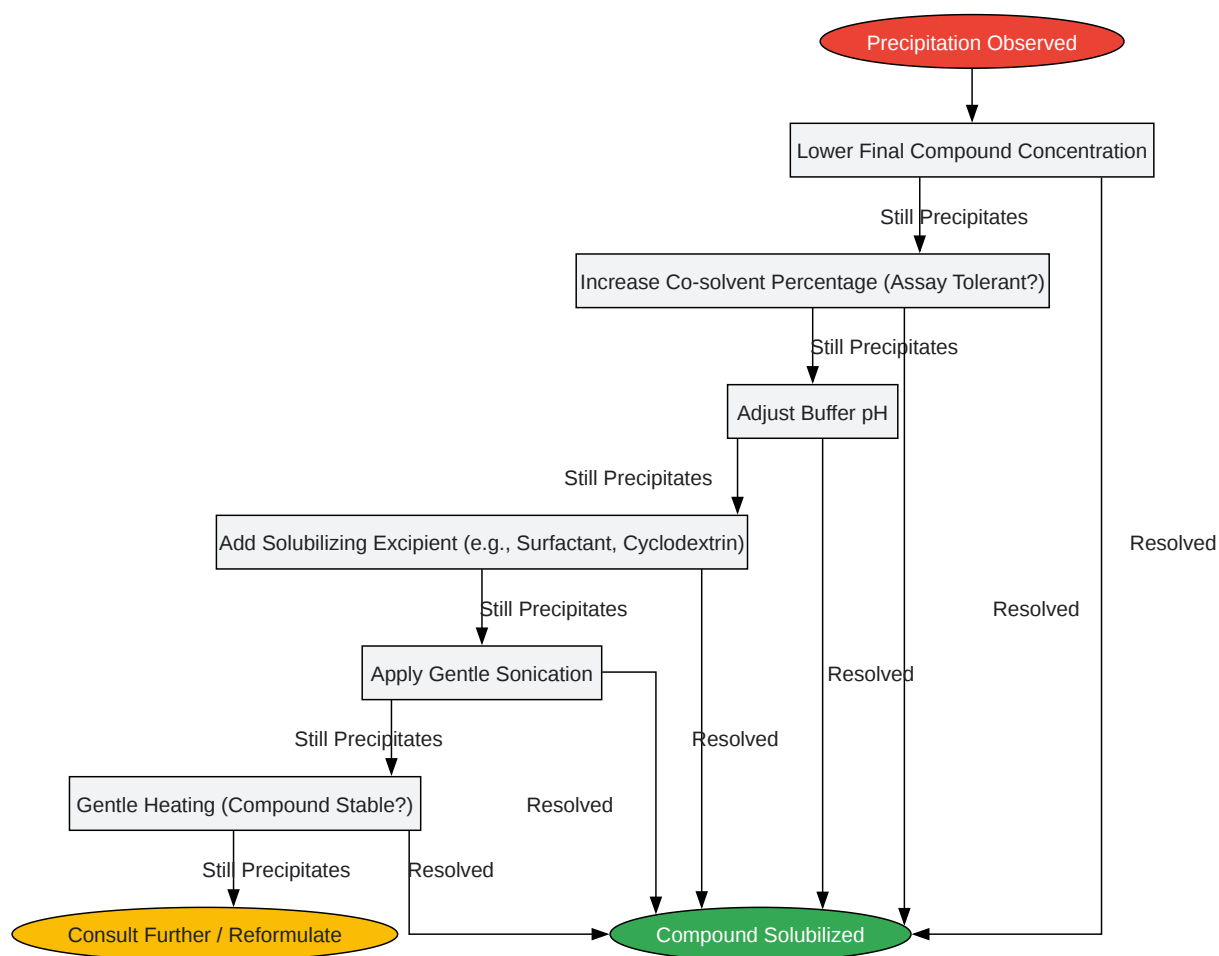 Precipitation Observed
Lower Final Compound Concentration
Still Precipitates
Increase Co-solvent Percentage (Assay Tolerant?)
Still Precipitates
Adjust Buffer pH
Still Precipitates
Add Solubilizing Excipient (e.g., Surfactant, Cyclodextrin)
Resolved
Still Precipitates
Resolved
Apply Gentle Sonication
Resolved
Still Precipitates
Resolved
Gentle Heating (Compound Stable?)
Resolved
Still Precipitates
Resolved
Consult Further / Reformulate
Compound Solubilized